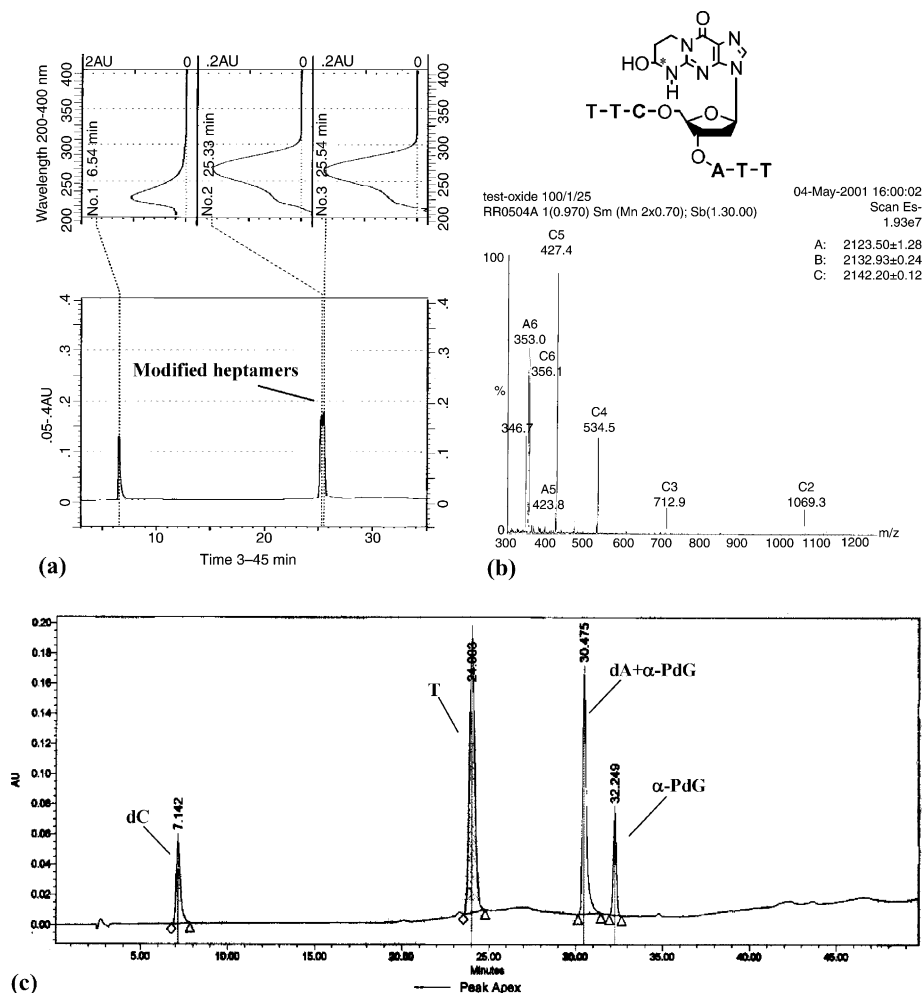 2AU 0 .2AU 0 .2AU 0
Wavelength 200-400 nm
400
350
300
250
200
No.1 6.54 min
No.2 25.33 min
No.3 25.54 min
400
350
300
250
200
.05-.4AU
.4
.3
.2
.1
0
Modified heptamers
.4
.3
.2
.1
0
10 20 30
Time 3–45 min
(a)
O
N
N
HO
*
N
N
N
H
T-T-C-O
O
O
A-T-T
test-oxide 100/1/25
RR0504A 1(0.970) Sm (Mn 2x0.70); Sb(1.30.00)
04-May-2001 16:00:02
Scan Es-
1.93e7
A: 2123.50±1.28
B: 2132.93±0.24
C: 2142.20±0.12
100
%
0
C5
427.4
A6
353.0
C6
356.1
346.7
A5
423.8
C4
534.5
C3
712.9
C2
1069.3
300 400 500 600 700 800 900 1000 1100 1200 m/z
(b)
AU
0.20
0.18
0.16
0.14
0.12
0.10
0.08
0.06
0.04
0.02
0.00
dC
7.142
T
30.475
dA+α-PdG
32.249
α-PdG
5.00 10.00 15.00 25.00 30.00 35.00 40.00 45.00
Minutes
Peak Apex
(c)